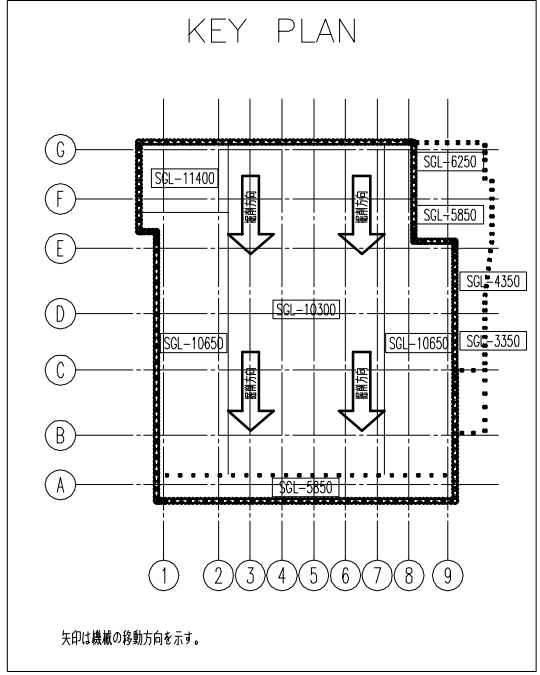 KEY PLAN
G
SGL-6250
SGL-11400
F
掘削方向
掘削方向
SGL-5850
E
SGL-4350
D
SGL-10300
SGL-10650
SGL-10650
SGL-3350
C
掘削方向
掘削方向
B
A
SGL-5850
1
2
3
4
5
6
7
8
9
矢印は機械の移動方向を示す。